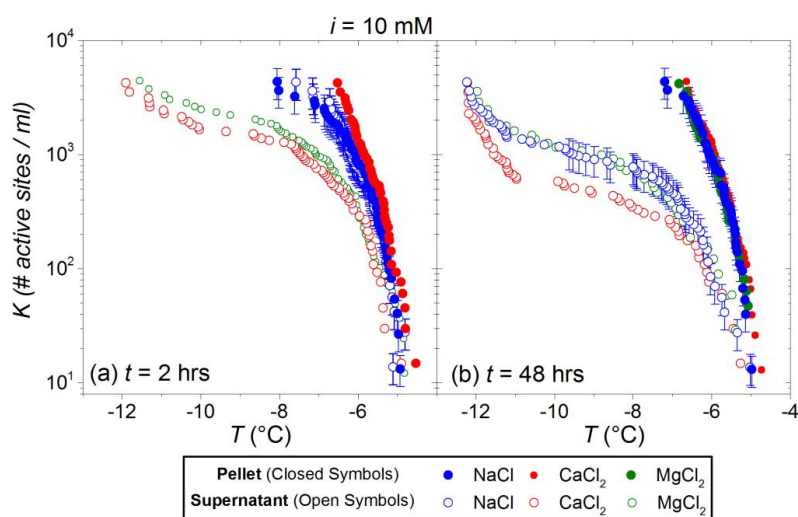 i = 10 mM
10⁴
10³
10²
10¹
K (# active sites / ml)
(a) t = 2 hrs
(b) t = 48 hrs
-12 -10 -8 -6 -12 -10 -8 -6 -4
T (°C) T (°C)
Pellet (Closed Symbols) NaCl CaCl₂ MgCl₂
Supernatant (Open Symbols) NaCl CaCl₂ MgCl₂